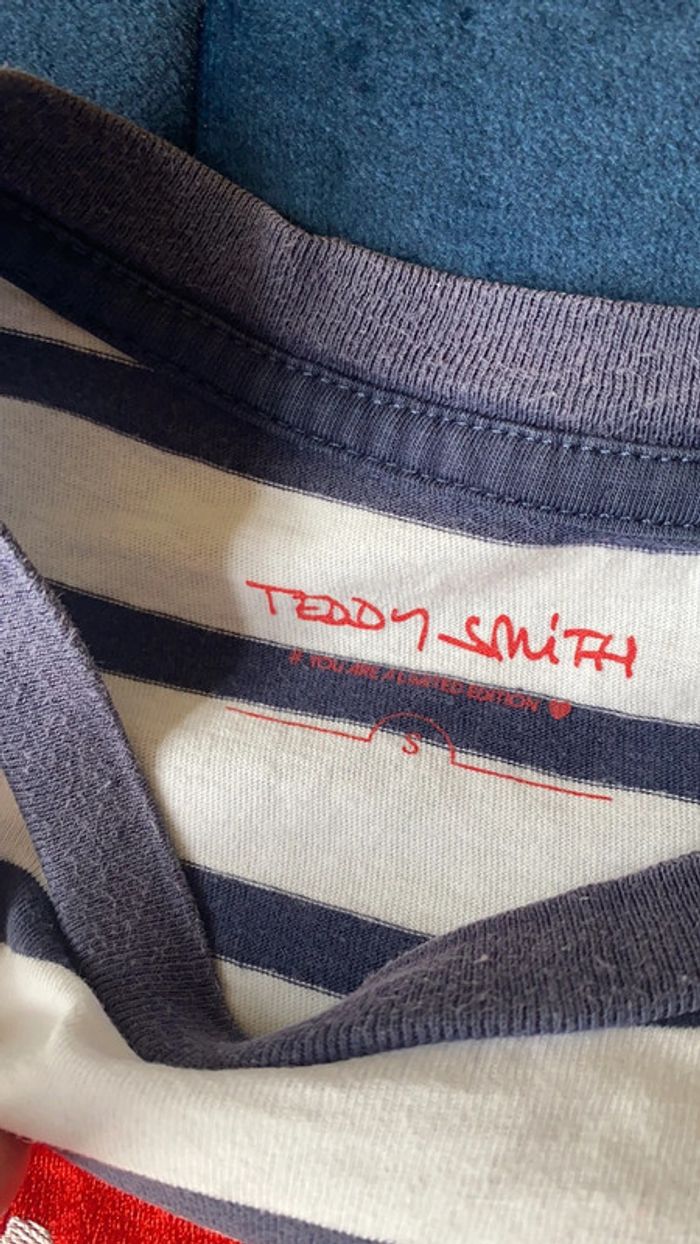 TEDDY SMITH
# YOU ARE A LIMITED EDITION
S